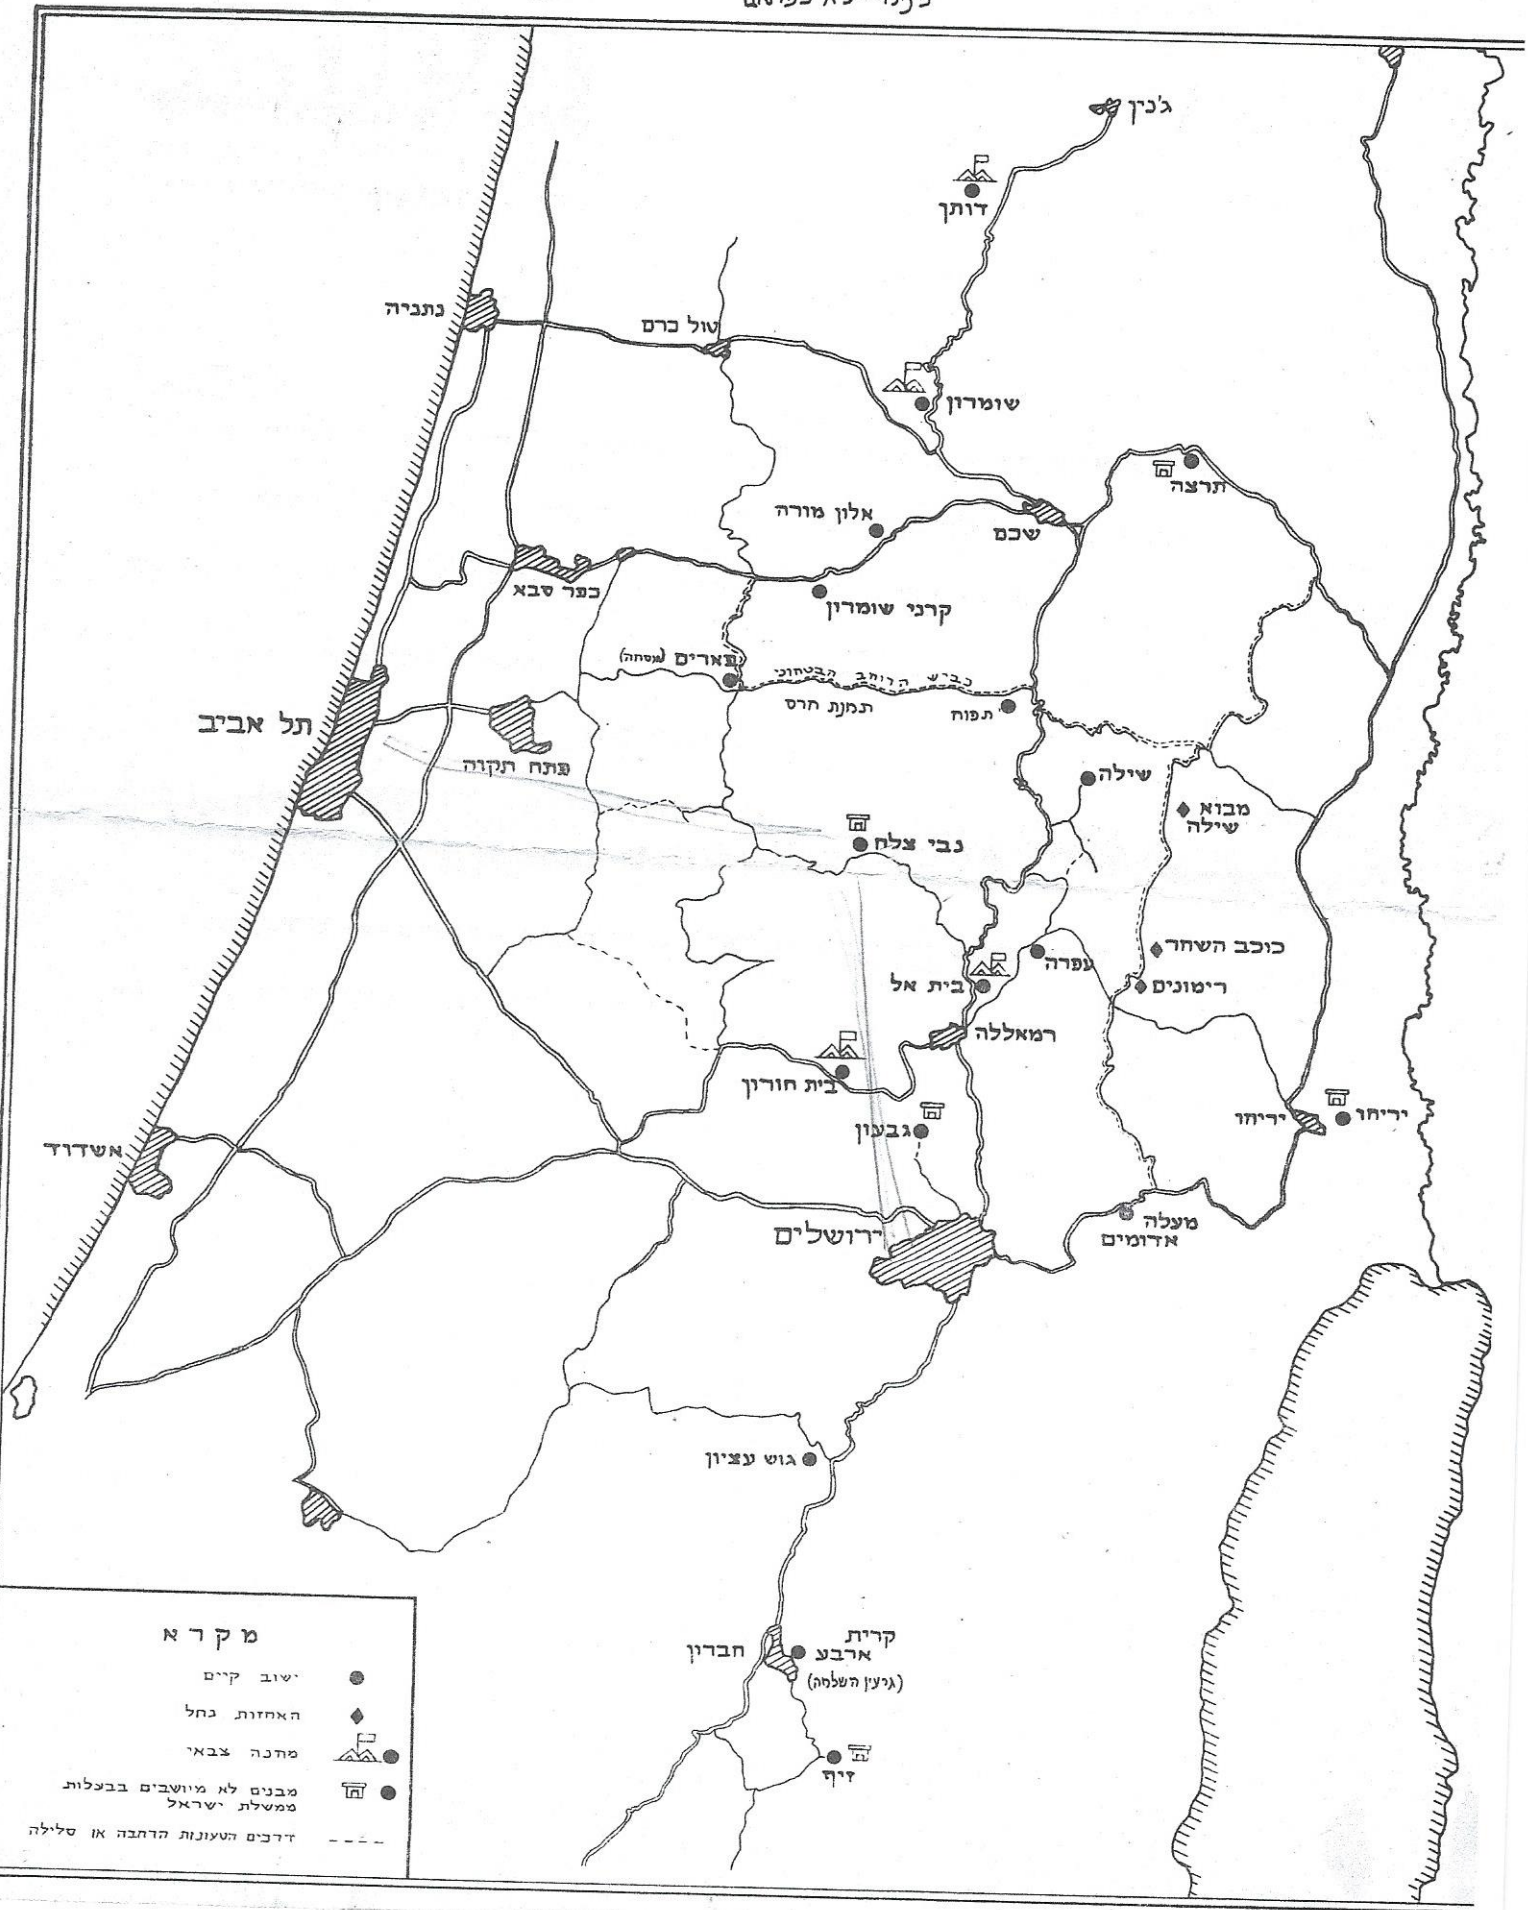 ג'נין
דותן
נתניה
טול כרם
שומרון
תרצה
אלון מורה
שכם
כפר סבא
קרני שומרון
פארים (מסחה)
כביש הרוחב הבטחוני
תמנת חרס
תפוח
תל אביב
פתח תקוה
שילה
מבוא
שילה
נבי צלח
כוכב השחר
עפרה
בית אל
רימונים
רמאללה
בית חורון
יריחו
יריחו
גבעון
אשדוד
מעלה
אדומים
ירושלים
גוש עציון
קרית
ארבע
(גרעין השלמה)
חברון
זיף
מקרא
ישוב קיים
האחזות נחל
מחנה צבאי
מבנים לא מיושבים בבעלות
ממשלת ישראל
דרכים הטעונות הרחבה או סלילה